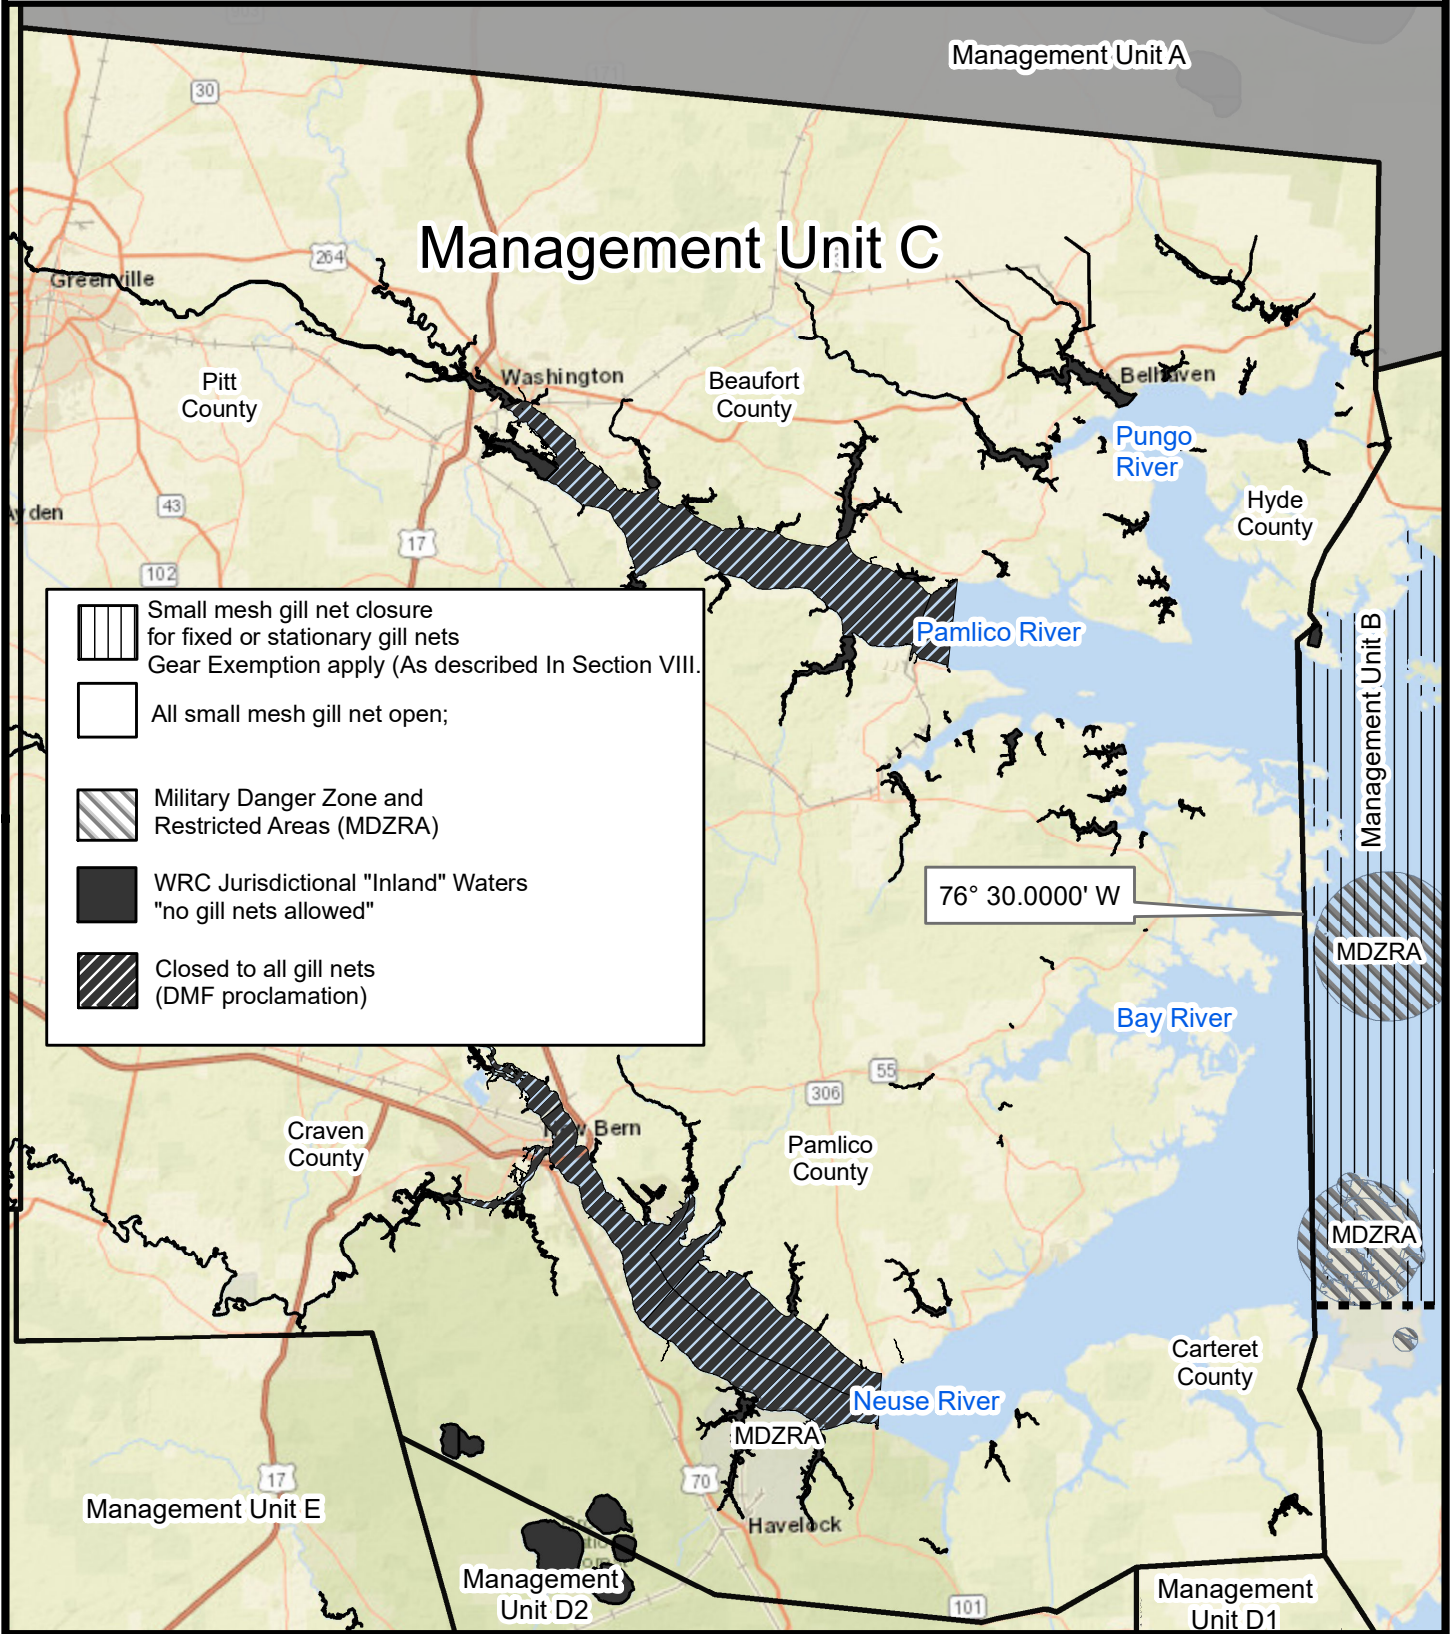 Management Unit A
30
171
Management Unit C
264
Greenville
Washington
Belhaven
Pitt
County
Beaufort
County
Pungo
River
Hyde
County
43
Ayden
17
102
Small mesh gill net closure
for fixed or stationary gill nets
Gear Exemption apply (As described In Section VIII.
All small mesh gill net open;
Military Danger Zone and
Restricted Areas (MDZRA)
WRC Jurisdictional "Inland" Waters
"no gill nets allowed"
Closed to all gill nets
(DMF proclamation)
Pamlico River
Management Unit B
76° 30.0000' W
MDZRA
Bay River
55
306
Craven
County
New Bern
Pamlico
County
MDZRA
Carteret
County
Neuse River
MDZRA
70
17
Management Unit E
Havelock
Management
Unit D2
101
Management
Unit D1